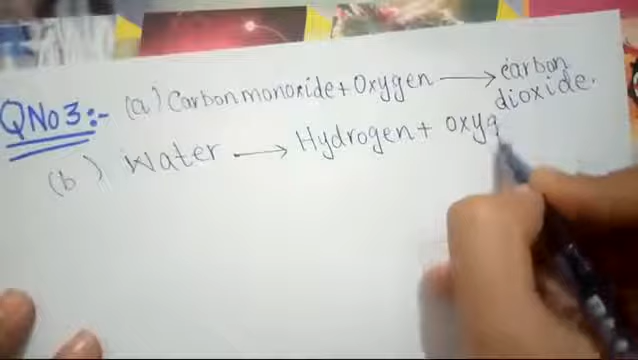 QNo3:- (a) Carbon monoxide + Oxygen → carbon
dioxide.
(b) Water → Hydrogen + oxyg